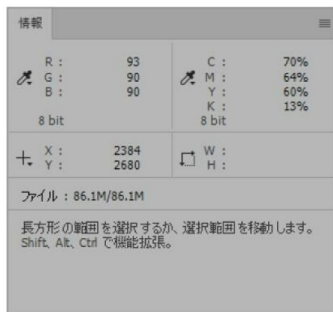 情報
R : 93
G : 90
B : 90
8 bit
C : 70%
M : 64%
Y : 60%
K : 13%
8 bit
X : 2384
Y : 2680
W :
H :
ファイル : 86.1M/86.1M
長方形の範囲を選択するか、選択範囲を移動します。
Shift、Alt、Ctrl で機能拡張。